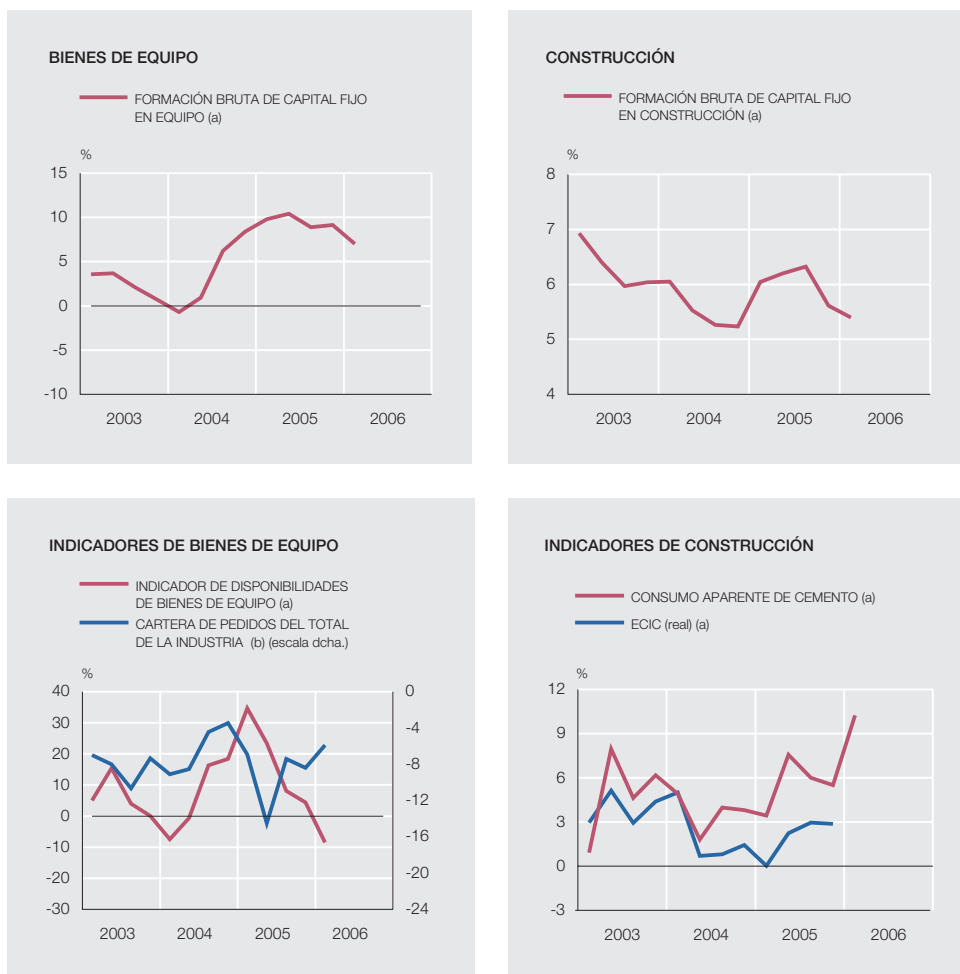 BIENES DE EQUIPO
FORMACIÓN BRUTA DE CAPITAL FIJO
EN EQUIPO (a)
%
15
10
5
0
-5
-10
2003 2004 2005 2006
CONSTRUCCIÓN
FORMACIÓN BRUTA DE CAPITAL FIJO
EN CONSTRUCCIÓN (a)
%
8
7
6
5
4
2003 2004 2005 2006
INDICADORES DE BIENES DE EQUIPO
INDICADOR DE DISPONIBILIDADES
DE BIENES DE EQUIPO (a)
CARTERA DE PEDIDOS DEL TOTAL
DE LA INDUSTRIA (b) (escala dcha.)
%
40 0
30 -4
20 -8
10 -12
0 -16
-10 -20
-20 -24
-30
2003 2004 2005 2006
INDICADORES DE CONSTRUCCIÓN
CONSUMO APARENTE DE CEMENTO (a)
ECIC (real) (a)
%
12
9
6
3
0
-3
2003 2004 2005 2006